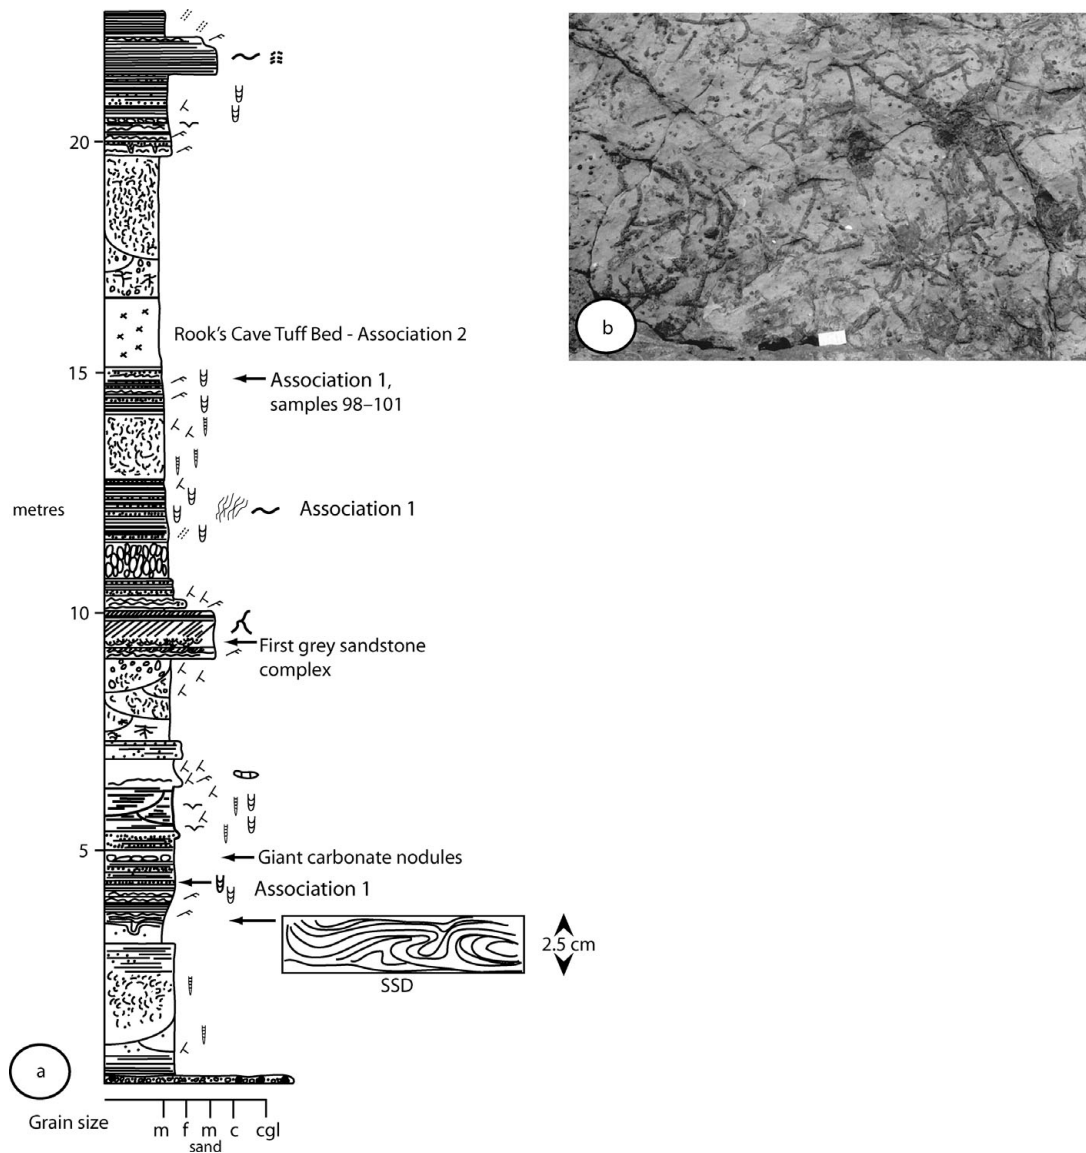 20
Rook's Cave Tuff Bed - Association 2
15
Association 1,
samples 98–101
metres
Association 1
10
First grey sandstone
complex
5
Giant carbonate nodules
Association 1
2.5 cm
SSD
a
Grain size
m f m c cgl
sand
b